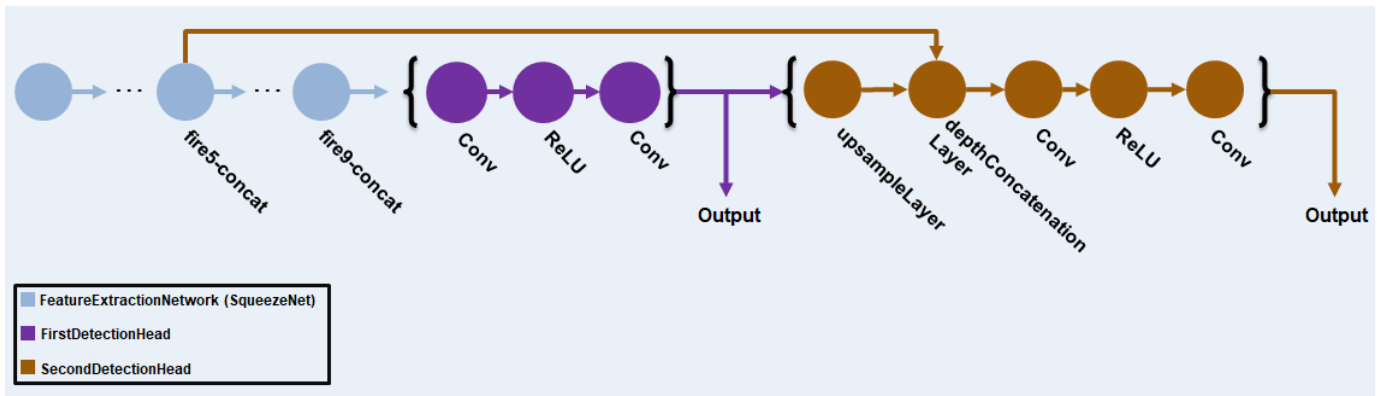 ... ...
fire5-concat
fire9-concat
Conv
ReLU
Conv
upsampleLayer
depthConcatenation
Layer
Conv
ReLU
Conv
Output
Output
FeatureExtractionNetwork (SqueezeNet)
FirstDetectionHead
SecondDetectionHead